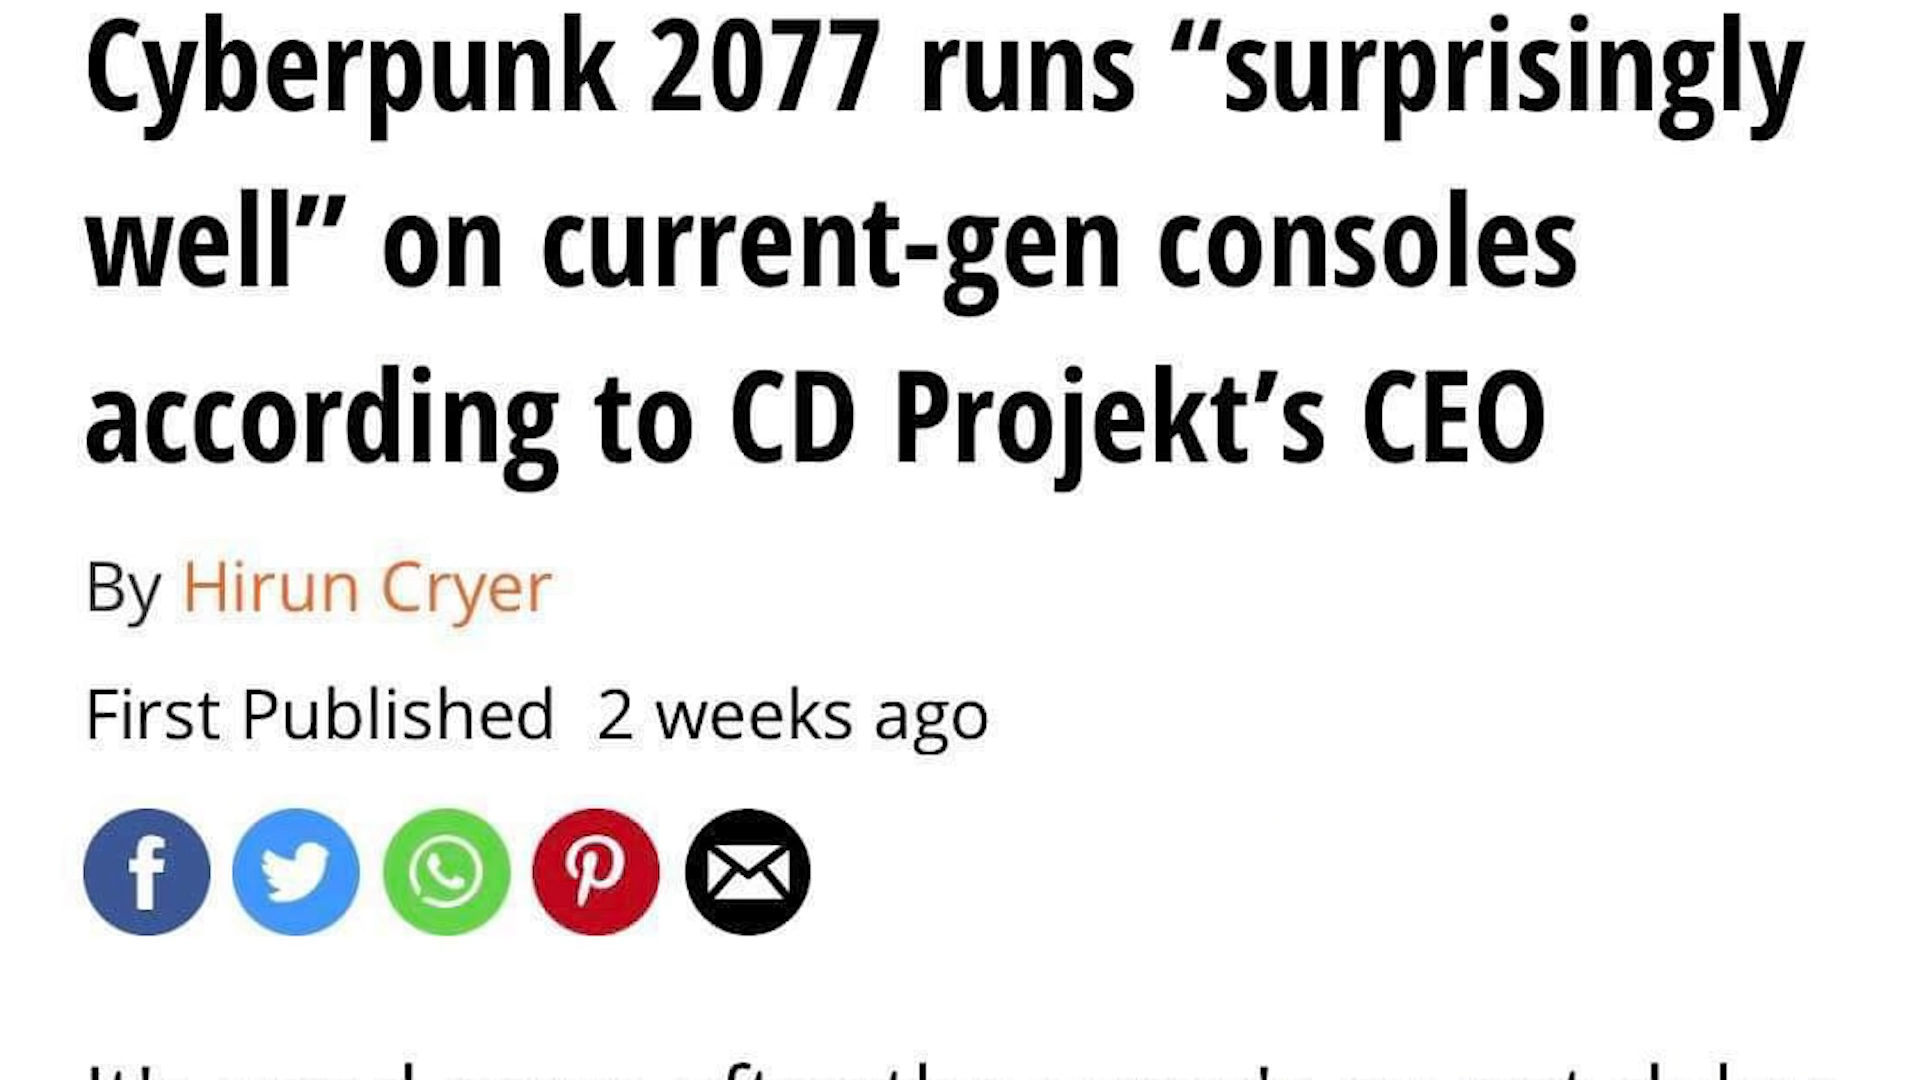 Cyberpunk 2077 runs “surprisingly
well” on current-gen consoles
according to CD Projekt’s CEO
By Hirun Cryer
First Published 2 weeks ago